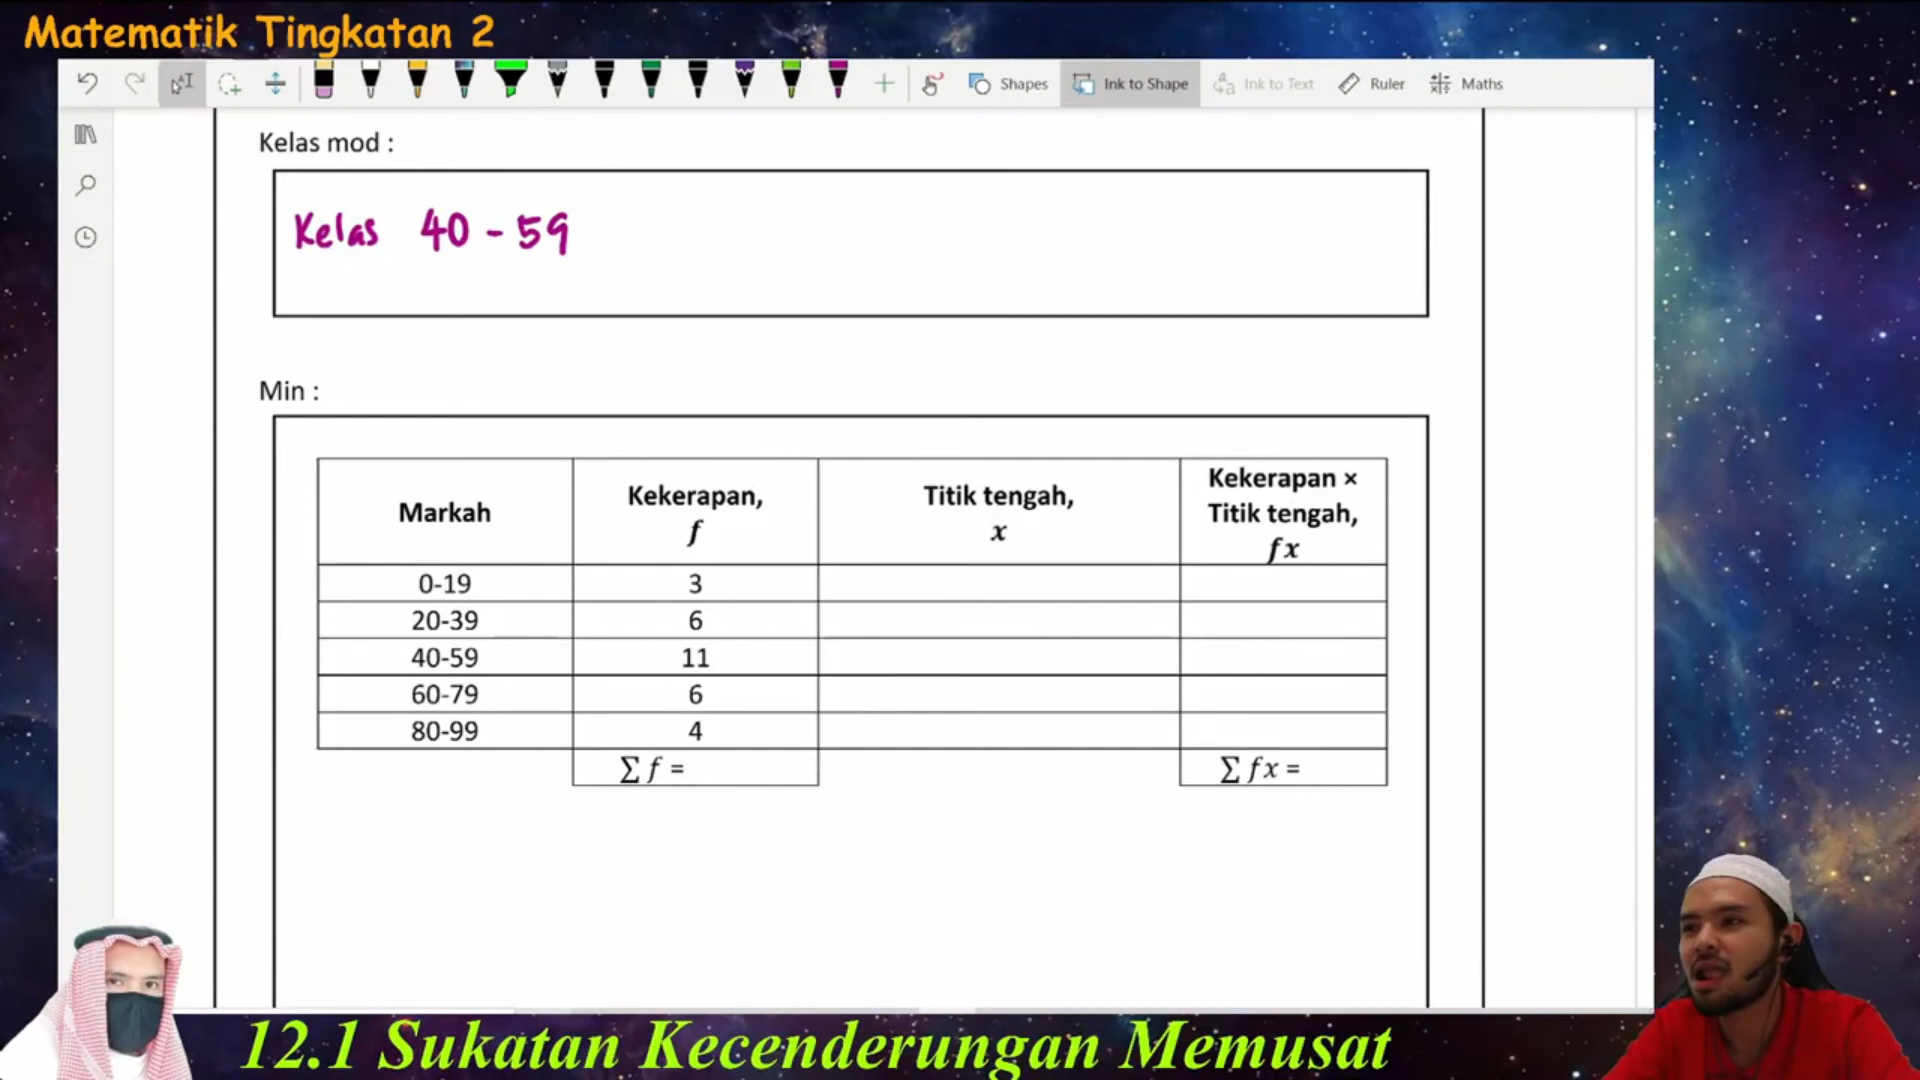 Matematik Tingkatan 2
Shapes Ink to Shape Ink to Text Ruler Maths
Kelas mod :
Kelas 40 - 59
Min :
Markah Kekerapan, f Titik tengah, x Kekerapan × Titik tengah, fx
0-19 3
20-39 6
40-59 11
60-79 6
80-99 4
∑ f = ∑ fx =
12.1 Sukatan Kecenderungan Memusat